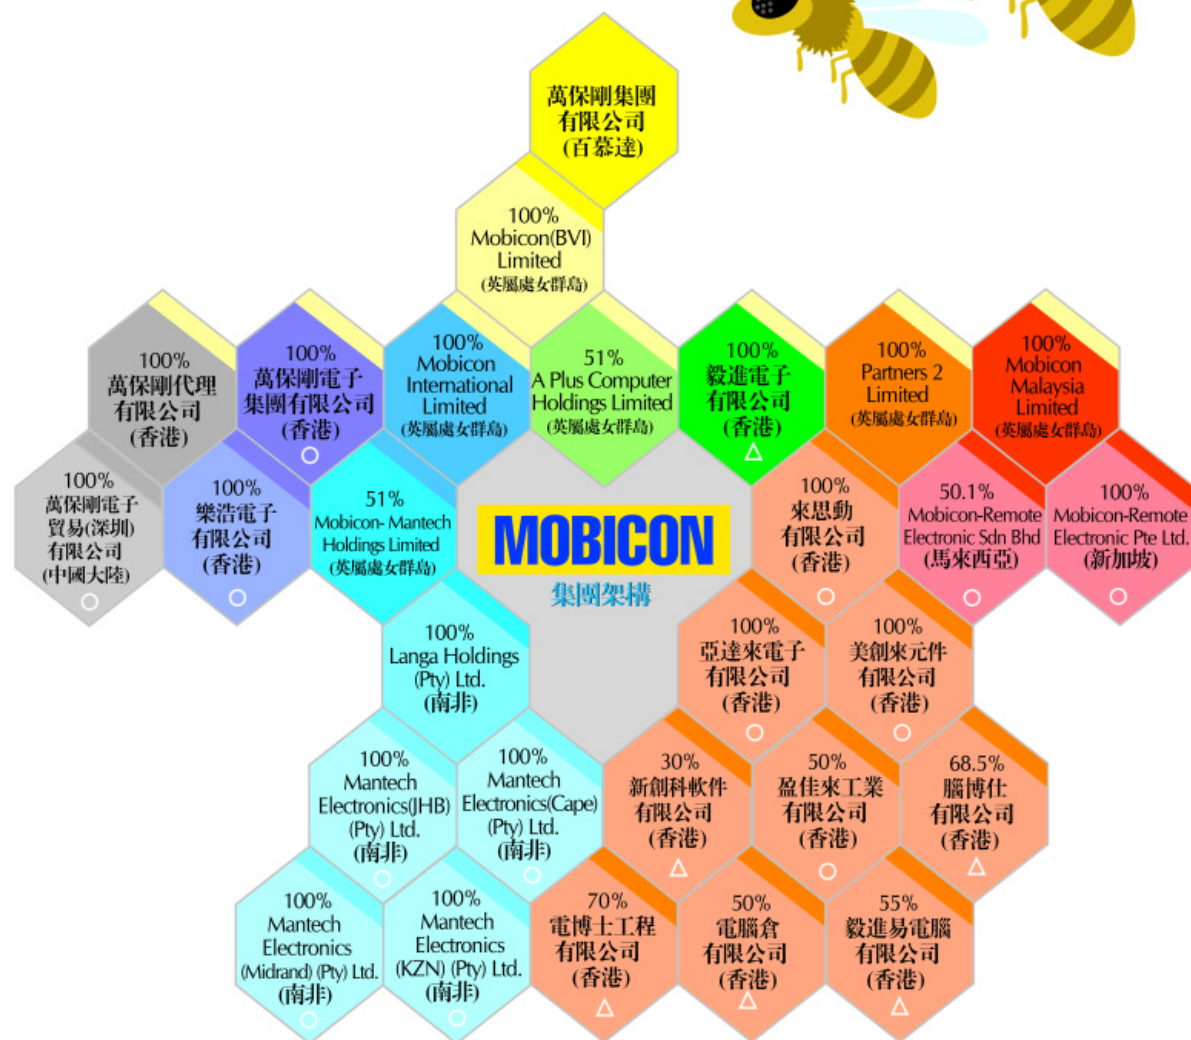 萬保剛集團
有限公司
(百慕達)
100%
Mobicon(BVI)
Limited
(英屬處女群島)
100%
萬保剛代理
有限公司
(香港)
100%
萬保剛電子
集團有限公司
(香港)
100%
Mobicon
International
Limited
(英屬處女群島)
51%
A Plus Computer
Holdings Limited
(英屬處女群島)
100%
毅進電子
有限公司
(香港)
100%
Partners 2
Limited
(英屬處女群島)
100%
Mobicon
Malaysia
Limited
(英屬處女群島)
100%
萬保剛電子
貿易(深圳)
有限公司
(中國大陸)
100%
樂浩電子
有限公司
(香港)
51%
Mobicon- Mantech
Holdings Limited
(英屬處女群島)
MOBICON
集團架構
100%
來思動
有限公司
(香港)
50.1%
Mobicon-Remote
Electronic Sdn Bhd
(馬來西亞)
100%
Mobicon-Remote
Electronic Pte Ltd.
(新加坡)
100%
Langa Holdings
(Pty) Ltd.
(南非)
100%
亞達來電子
有限公司
(香港)
100%
美創來元件
有限公司
(香港)
100%
Mantech
Electronics(JHB)
(Pty) Ltd.
(南非)
100%
Mantech
Electronics(Cape)
(Pty) Ltd.
(南非)
30%
新創科軟件
有限公司
(香港)
50%
盈佳來工業
有限公司
(香港)
68.5%
腦博仕
有限公司
(香港)
100%
Mantech
Electronics
(Midrand) (Pty) Ltd.
(南非)
100%
Mantech
Electronics
(KZN) (Pty) Ltd.
(南非)
70%
電博士工程
有限公司
(香港)
50%
電腦倉
有限公司
(香港)
55%
毅進易電腦
有限公司
(香港)